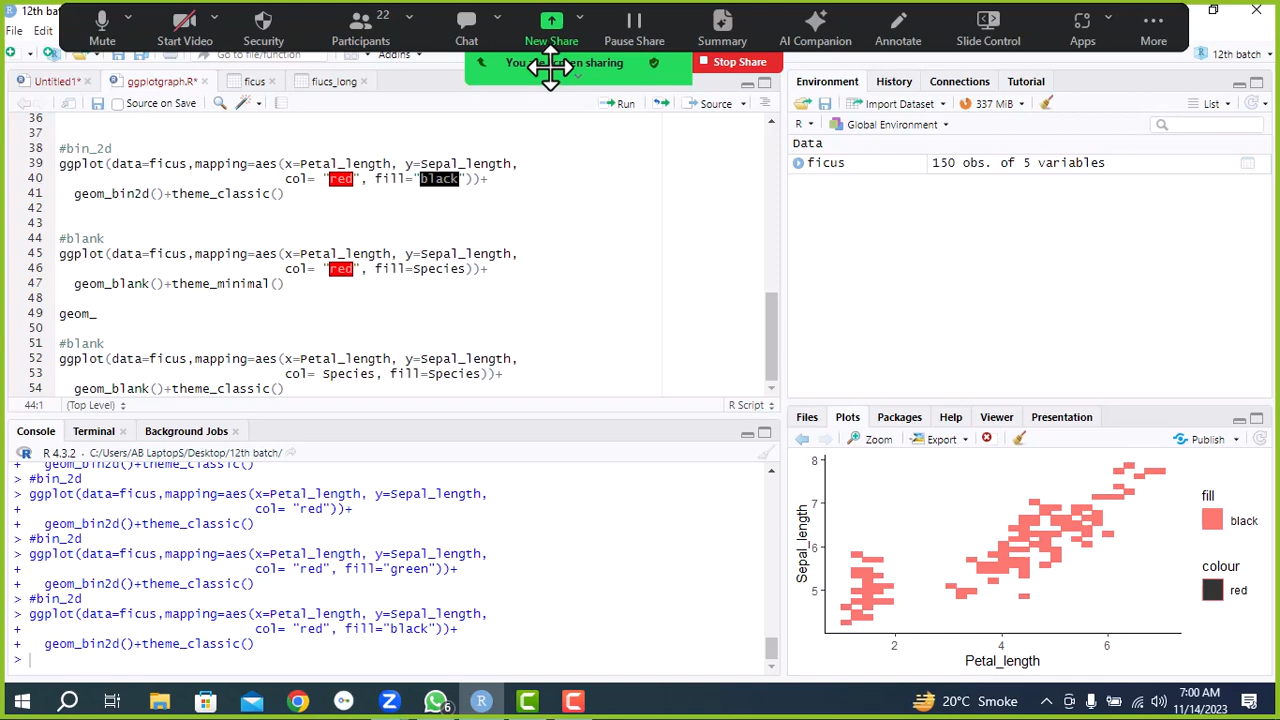 Mute
Start Video
Security
Participants
22
Chat
New Share
Pause Share
Summary
AI Companion
Annotate
Slide Control
Apps
More
File
Go to file/function
Addins
12th batch
sharing
Stop Share
Untitled1*
ggplotgraph.R*
ficus
fiucs_long
Source on Save
Run
Source
36
37
38 #bin_2d
39 ggplot(data=ficus,mapping=aes(x=Petal_length, y=Sepal_length,
40 col= "red", fill="black"))+
41 geom_bin2d()+theme_classic()
42
43
44 #blank
45 ggplot(data=ficus,mapping=aes(x=Petal_length, y=Sepal_length,
46 col= "red", fill=Species))+
47 geom_blank()+theme_minimal()
48
49 geom_
50
51 #blank
52 ggplot(data=ficus,mapping=aes(x=Petal_length, y=Sepal_length,
53 col= Species, fill=Species))+
54 geom_blank()+theme_classic()
44:1 (Top Level) R Script
Console Terminal Background Jobs
R 4.3.2 · C:/Users/AB LaptopS/Desktop/12th batch/
+ geom_bin2d()+theme_classic()
> #bin_2d
> ggplot(data=ficus,mapping=aes(x=Petal_length, y=Sepal_length,
+ col= "red"))+
+ geom_bin2d()+theme_classic()
> #bin_2d
> ggplot(data=ficus,mapping=aes(x=Petal_length, y=Sepal_length,
+ col= "red", fill="green"))+
+ geom_bin2d()+theme_classic()
> #bin_2d
> ggplot(data=ficus,mapping=aes(x=Petal_length, y=Sepal_length,
+ col= "red", fill="black"))+
+ geom_bin2d()+theme_classic()
>
Environment History Connections Tutorial
Import Dataset 337 MiB List
R Global Environment
Data
ficus 150 obs. of 5 variables
Files Plots Packages Help Viewer Presentation
Zoom Export Publish
8
7
6
5
2 4 6
Sepal_length
Petal_length
fill
black
colour
red
6
20°C Smoke
7:00 AM
11/14/2023